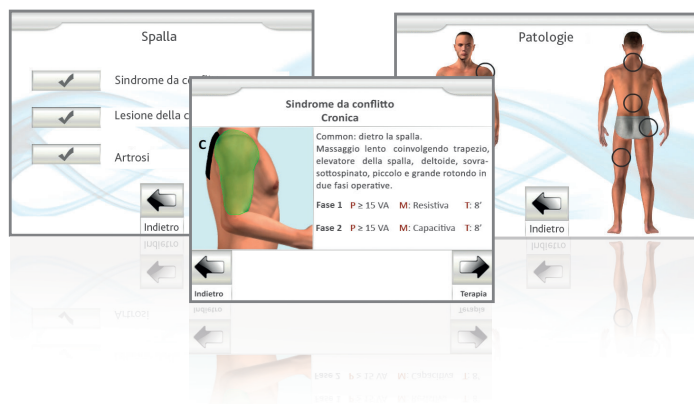 Spalla
Sindrome da
Lesione della
Artrosi
Indietro
Patologie
Indietro
Sindrome da conflitto
Cronica
C
Common: dietro la spalla.
Massaggio lento coinvolgendo trapezio,
elevatore della spalla, deltoide, sovra-
sottospinato, piccolo e grande rotondo in
due fasi operative.
Fase 1 P ≥ 15 VA M: Resistiva T: 8'
Fase 2 P ≥ 15 VA M: Capacitiva T: 8'
Indietro
Terapia